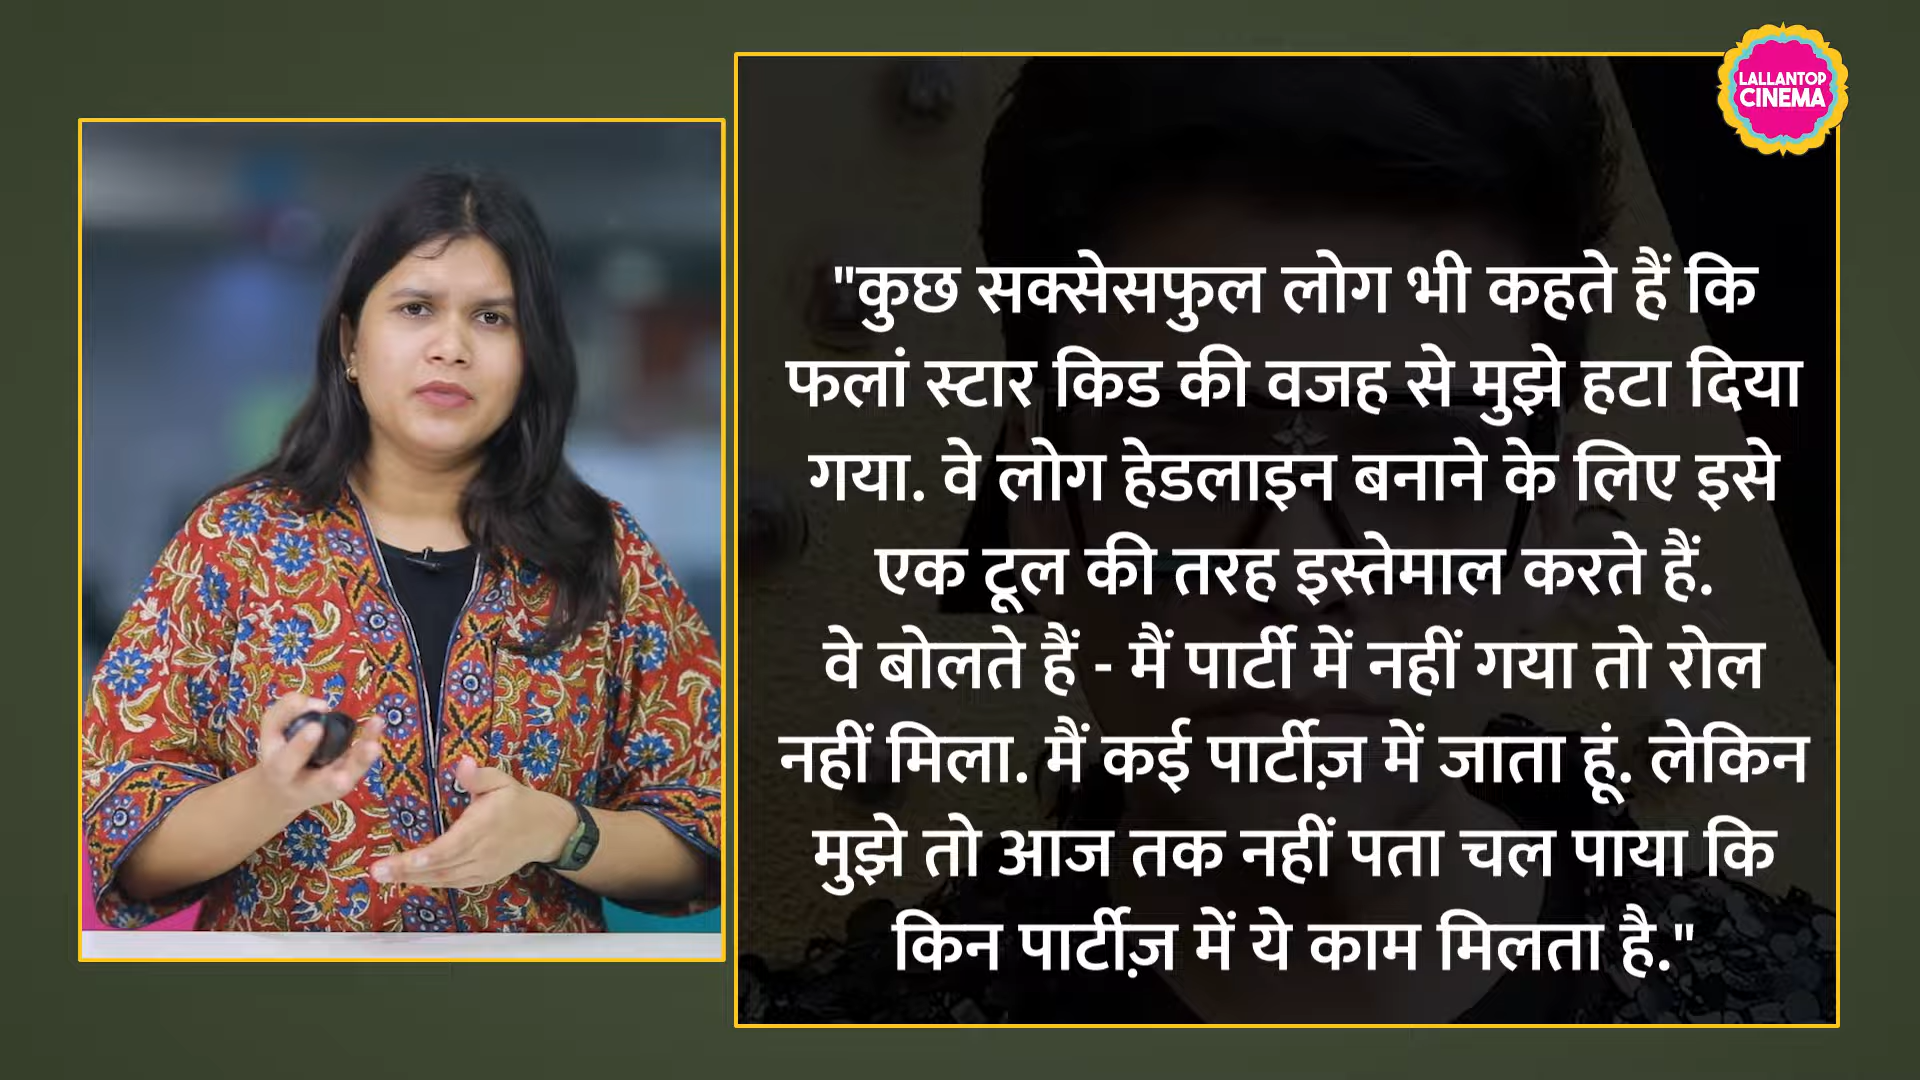 LALLANTOP
CINEMA
"कुछ सक्सेसफुल लोग भी कहते हैं कि
फलां स्टार किड की वजह से मुझे हटा दिया
गया. वे लोग हेडलाइन बनाने के लिए इसे
एक टूल की तरह इस्तेमाल करते हैं.
वे बोलते हैं - मैं पार्टी में नहीं गया तो रोल
नहीं मिला. मैं कई पार्टीज़ में जाता हूं. लेकिन
मुझे तो आज तक नहीं पता चल पाया कि
किन पार्टीज़ में ये काम मिलता है."